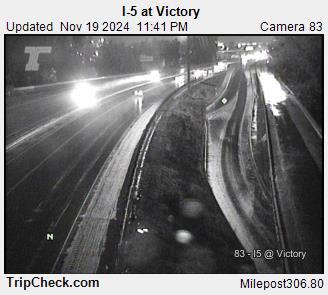 I-5 at Victory
Updated Nov 19 2024 11:41 PM Camera 83
T
N
83 - I5 @ Victory
TripCheck.com Milepost306.80